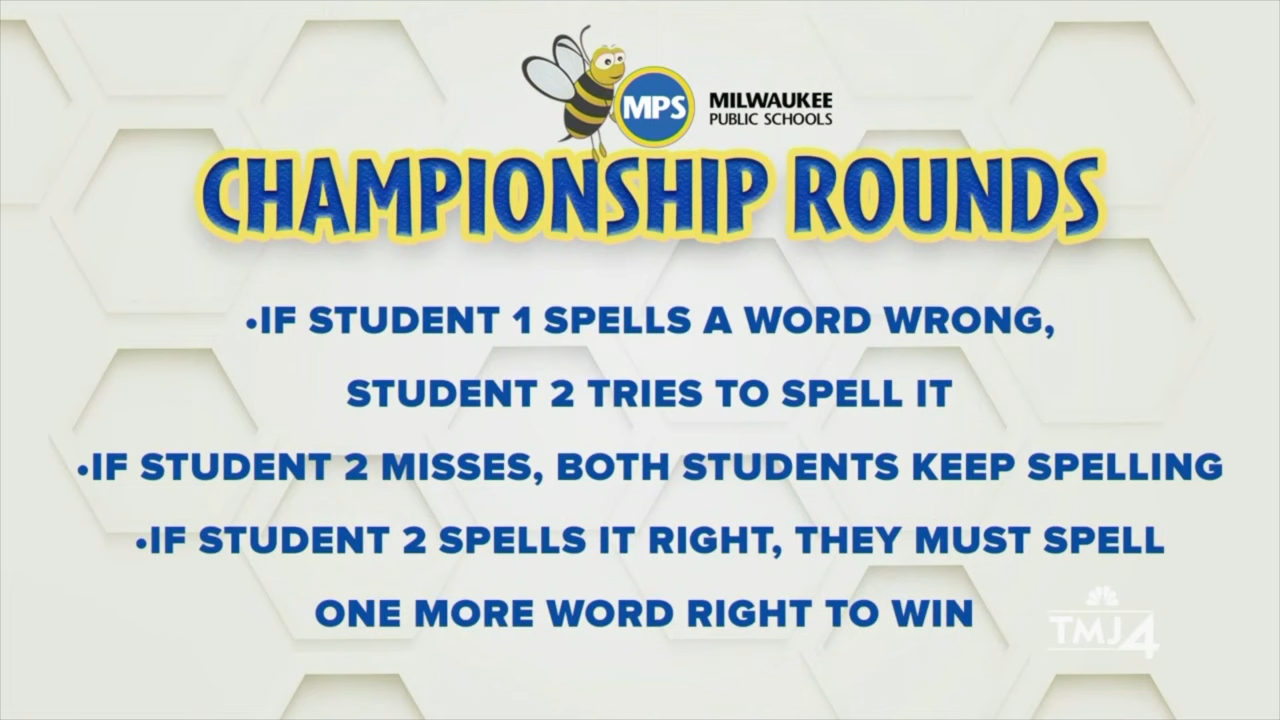 MPS
MILWAUKEE
PUBLIC SCHOOLS
CHAMPIONSHIP ROUNDS
•IF STUDENT 1 SPELLS A WORD WRONG,
STUDENT 2 TRIES TO SPELL IT
•IF STUDENT 2 MISSES, BOTH STUDENTS KEEP SPELLING
•IF STUDENT 2 SPELLS IT RIGHT, THEY MUST SPELL
ONE MORE WORD RIGHT TO WIN
TMJ4